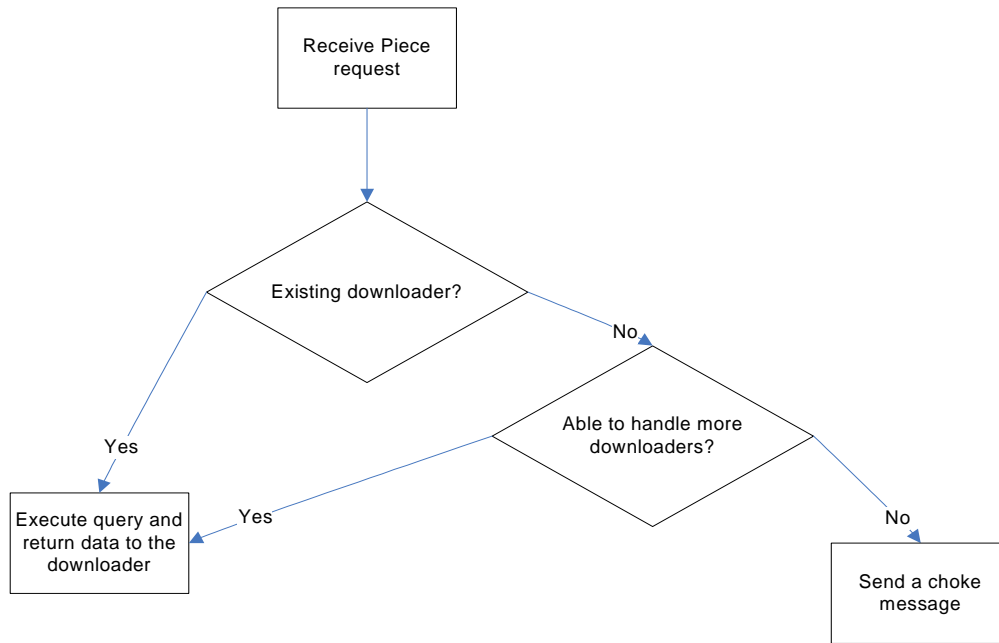 Receive Piece
request
Existing downloader?
No
Able to handle more
downloaders?
Yes
Yes
No
Execute query and
return data to the
downloader
Send a choke
message